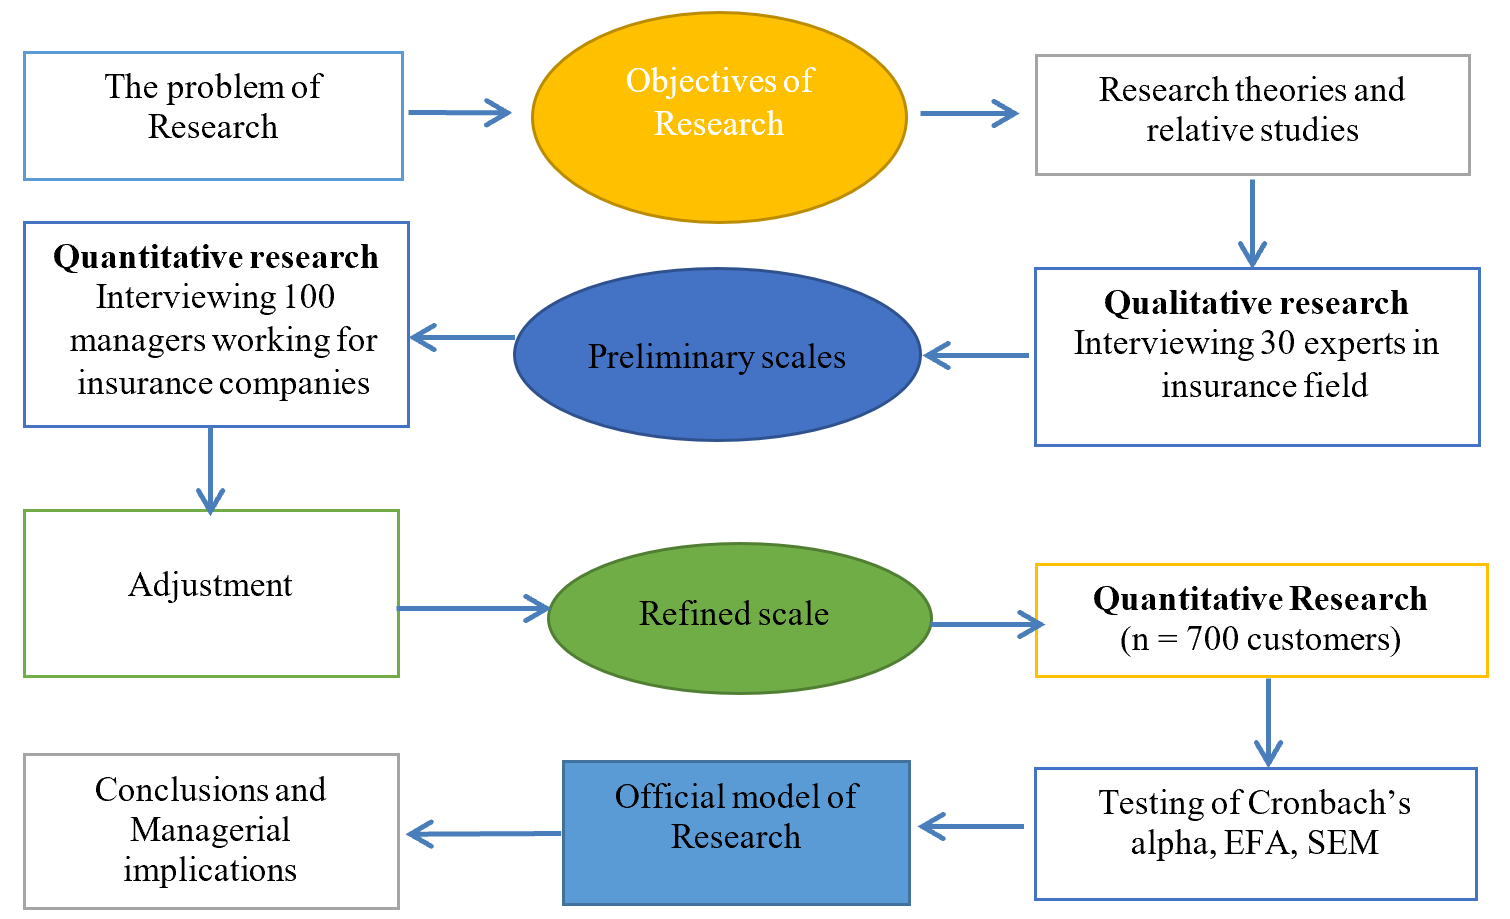 The problem of
Research
Objectives of
Research
Research theories and
relative studies
Quantitative research
Interviewing 100
managers working for
insurance companies
Preliminary scales
Qualitative research
Interviewing 30 experts in
insurance field
Adjustment
Refined scale
Quantitative Research
(n = 700 customers)
Conclusions and
Managerial
implications
Official model of
Research
Testing of Cronbach’s
alpha, EFA, SEM